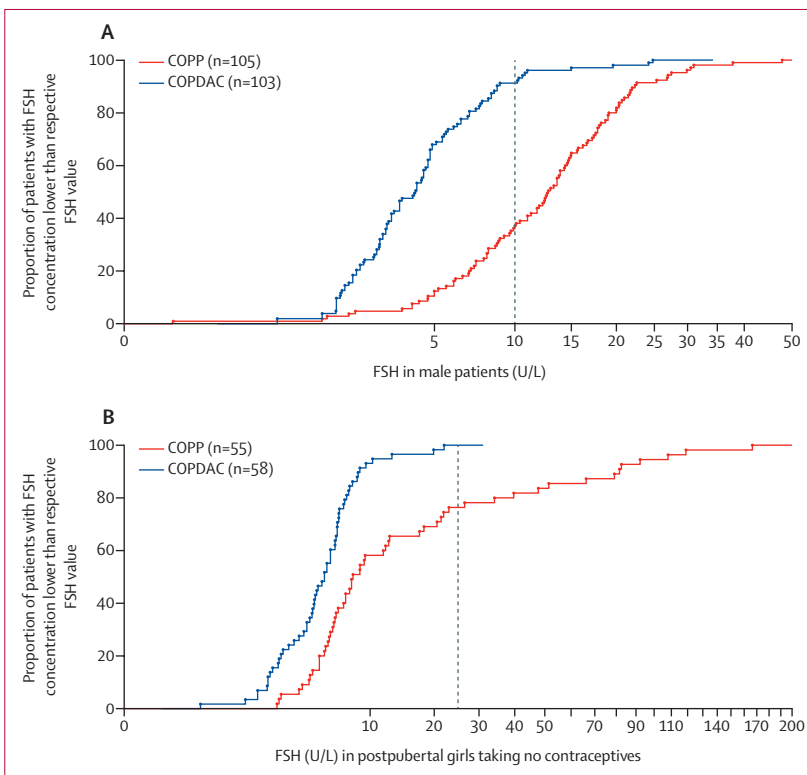 A
COPP (n=105)
COPDAC (n=103)
Proportion of patients with FSH
concentration lower than respective
FSH value
100
80
60
40
20
0
0 5 10 15 20 25 30 35 40 50
FSH in male patients (U/L)
B
COPP (n=55)
COPDAC (n=58)
Proportion of patients with FSH
concentration lower than respective
FSH value
100
80
60
40
20
0
0 10 20 30 40 50 70 90 110 140 170 200
FSH (U/L) in postpubertal girls taking no contraceptives